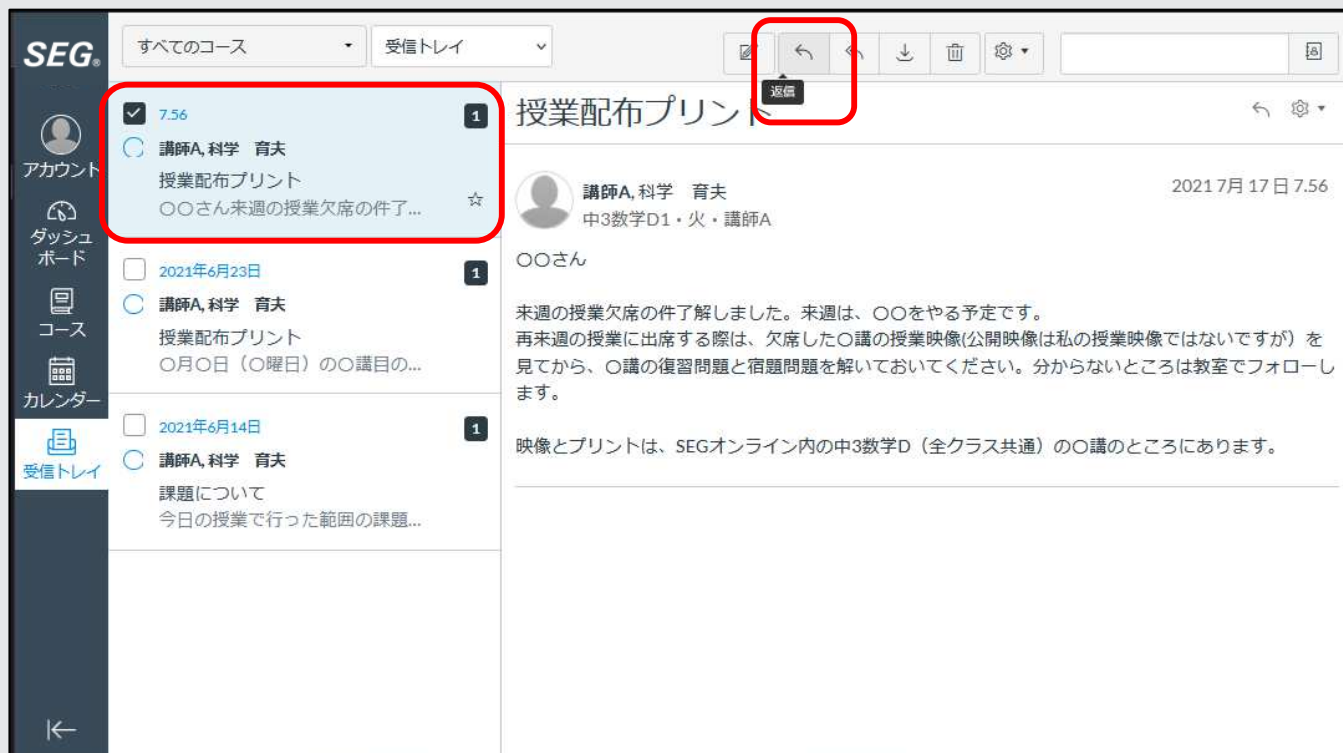 SEG®
すべてのコース
受信トレイ
返信
アカウント
ダッシュ
ボード
コース
カレンダー
受信トレイ
7.56
1
講師A, 科学　育夫
授業配布プリント
〇〇さん来週の授業欠席の件了...
2021年6月23日
1
講師A, 科学　育夫
授業配布プリント
〇月〇日（〇曜日）の〇講目の...
2021年6月14日
1
講師A, 科学　育夫
課題について
今日の授業で行った範囲の課題...
授業配布プリント
講師A, 科学　育夫
2021 7月 17 日 7.56
中3数学D1・火・講師A
〇〇さん
来週の授業欠席の件了解しました。来週は、〇〇をやる予定です。
再来週の授業に出席する際は、欠席した〇講の授業映像(公開映像は私の授業映像ではないですが）を
見てから、〇講の復習問題と宿題問題を解いておいてください。分からないところは教室でフォローし
ます。
映像とプリントは、SEGオンライン内の中3数学D（全クラス共通）の〇講のところにあります。